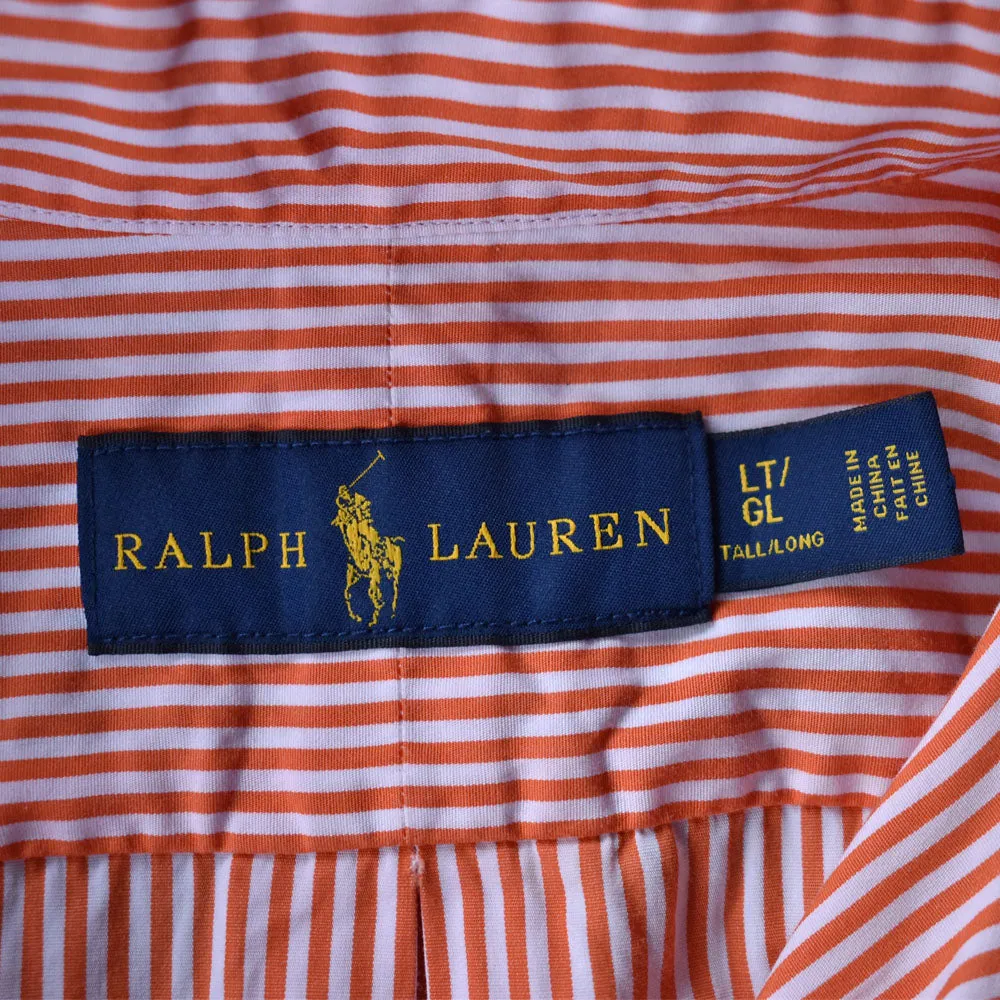 RALPH LAUREN
LT/
GL
TALL/LONG
MADE IN
CHINA
FAIT EN
CHINE